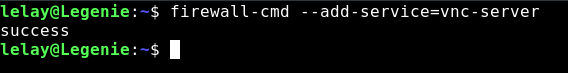 lelay@Legenie:~$ firewall-cmd --add-service=vnc-server
success
lelay@Legenie:~$